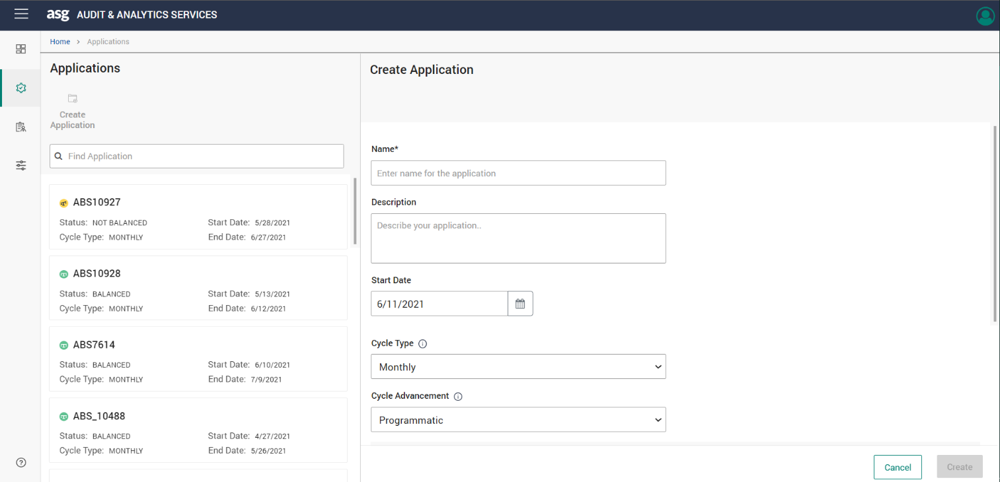 asg AUDIT & ANALYTICS SERVICES
Home > Applications
Applications
Create
Application
Find Application
ABS10927
Status: NOT BALANCED Start Date: 5/28/2021
Cycle Type: MONTHLY End Date: 6/27/2021
ABS10928
Status: BALANCED Start Date: 5/13/2021
Cycle Type: MONTHLY End Date: 6/12/2021
ABS7614
Status: BALANCED Start Date: 6/10/2021
Cycle Type: MONTHLY End Date: 7/9/2021
ABS_10488
Status: BALANCED Start Date: 4/27/2021
Cycle Type: MONTHLY End Date: 5/26/2021
Create Application
Name*
Enter name for the application
Description
Describe your application..
Start Date
6/11/2021
Cycle Type
Monthly
Cycle Advancement
Programmatic
Cancel Create